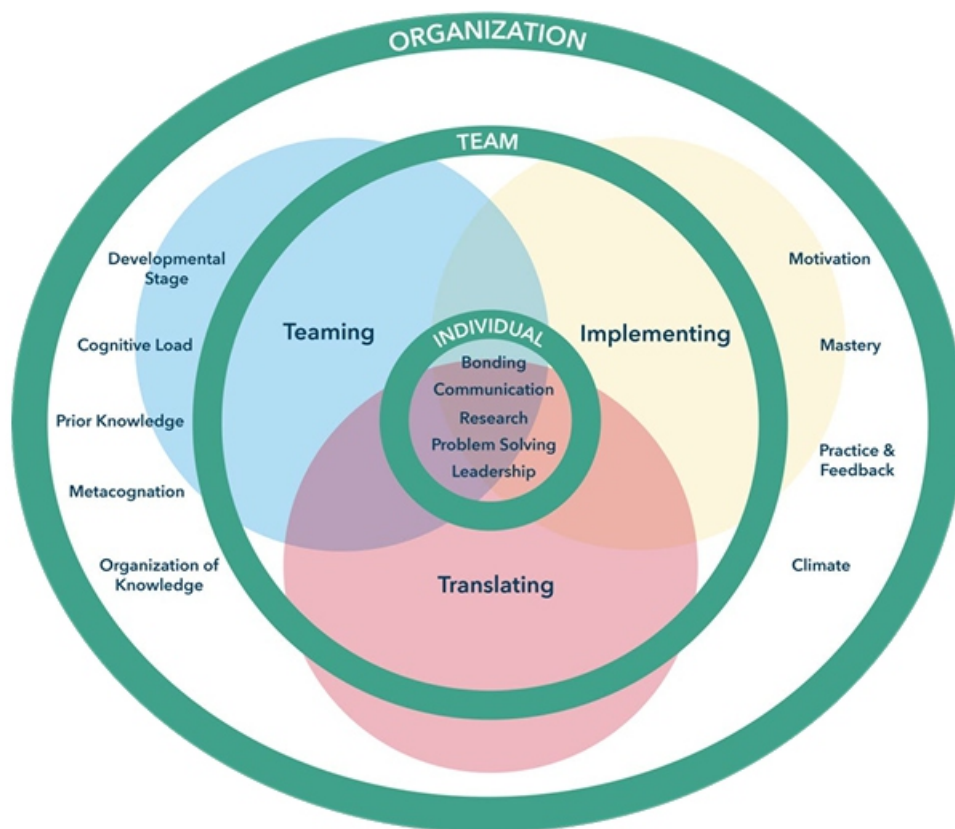 ORGANIZATION
TEAM
Developmental
Stage
Motivation
Teaming
Implementing
INDIVIDUAL
Cognitive Load
Mastery
Bonding
Communication
Research
Problem Solving
Leadership
Prior Knowledge
Practice &
Feedback
Metacognation
Organization of
Knowledge
Climate
Translating